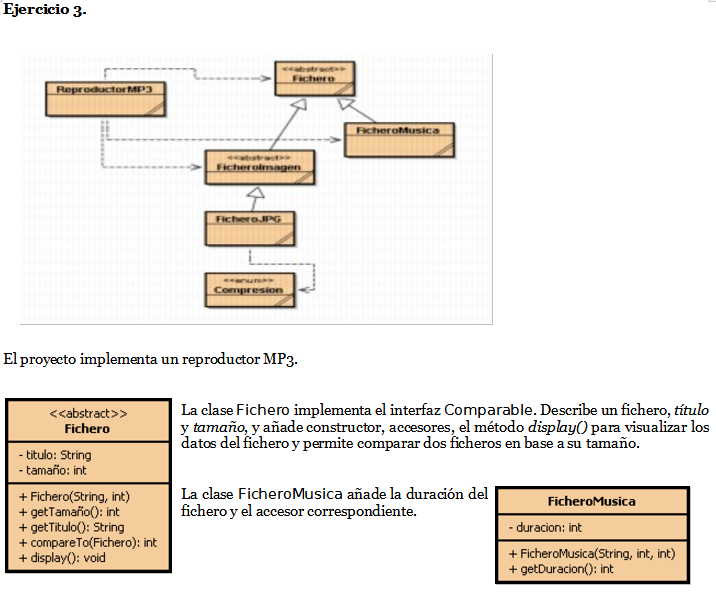 Ejercicio 3.
<<abstract>>
Fichero
ReproductorMP3
FicheroMusica
<<abstract>>
FicheroImagen
FicheroJPG
<<enum>>
Compresion
El proyecto implementa un reproductor MP3.
<<abstract>>
Fichero
- titulo: String
- tamaño: int
+ Fichero(String, int)
+ getTamaño(): int
+ getTitulo(): String
+ compareTo(Fichero): int
+ display(): void
La clase Fichero implementa el interfaz Comparable. Describe un fichero, título
y tamaño, y añade constructor, accesores, el método display() para visualizar los
datos del fichero y permite comparar dos ficheros en base a su tamaño.
La clase FicheroMusica añade la duración del
fichero y el accesor correspondiente.
FicheroMusica
- duracion: int
+ FicheroMusica(String, int, int)
+ getDuracion(): int